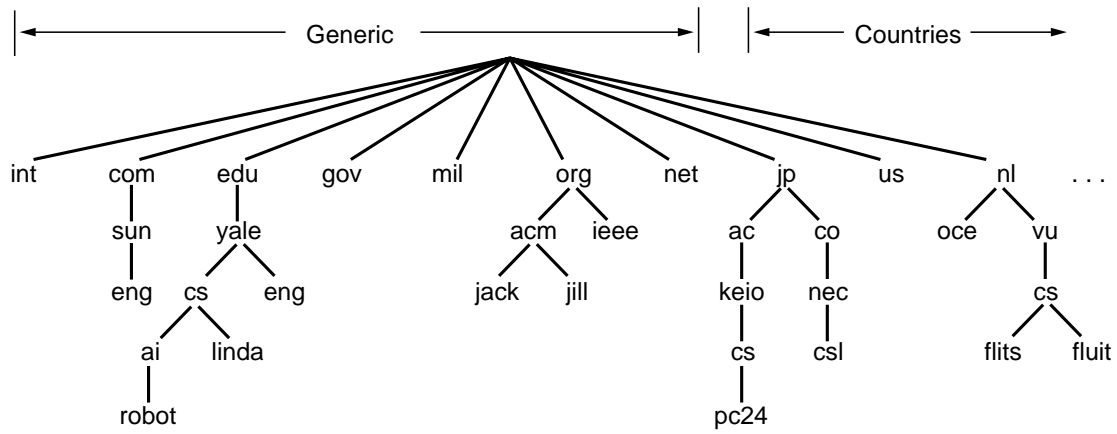 Generic Countries
int com edu gov mil org net jp us nl . . .
sun yale acm ieee ac co oce vu
eng cs eng jack jill keio nec cs
ai linda cs csl flits fluit
robot pc24